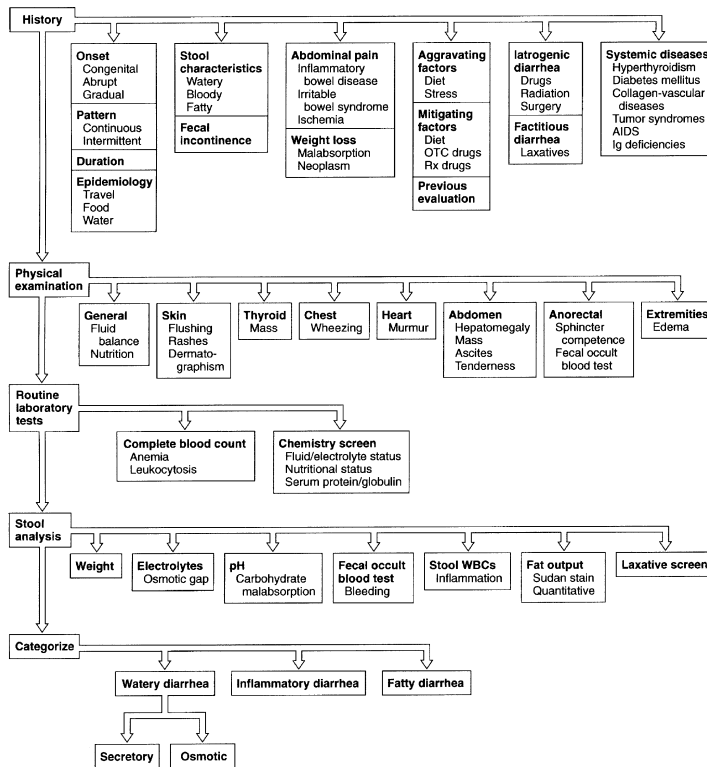 History
Onset
Congenital
Abrupt
Gradual
Pattern
Continuous
Intermittent
Duration
Epidemiology
Travel
Food
Water
Stool
characteristics
Watery
Bloody
Fatty
Fecal
incontinence
Abdominal pain
Inflammatory
bowel disease
Irritable
bowel syndrome
Ischemia
Weight loss
Malabsorption
Neoplasm
Aggravating
factors
Diet
Stress
Mitigating
factors
Diet
OTC drugs
Rx drugs
Previous
evaluation
Iatrogenic
diarrhea
Drugs
Radiation
Surgery
Factitious
diarrhea
Laxatives
Systemic diseases
Hyperthyroidism
Diabetes mellitus
Collagen-vascular
diseases
Tumor syndromes
AIDS
Ig deficiencies
Physical
examination
General
Fluid
balance
Nutrition
Skin
Flushing
Rashes
Dermato-
graphism
Thyroid
Mass
Chest
Wheezing
Heart
Murmur
Abdomen
Hepatomegaly
Mass
Ascites
Tenderness
Anorectal
Sphincter
competence
Fecal occult
blood test
Extremities
Edema
Routine
laboratory
tests
Complete blood count
Anemia
Leukocytosis
Chemistry screen
Fluid/electrolyte status
Nutritional status
Serum protein/globulin
Stool
analysis
Weight
Electrolytes
Osmotic gap
pH
Carbohydrate
malabsorption
Fecal occult
blood test
Bleeding
Stool WBCs
Inflammation
Fat output
Sudan stain
Quantitative
Laxative screen
Categorize
Watery diarrhea
Inflammatory diarrhea
Fatty diarrhea
Secretory
Osmotic